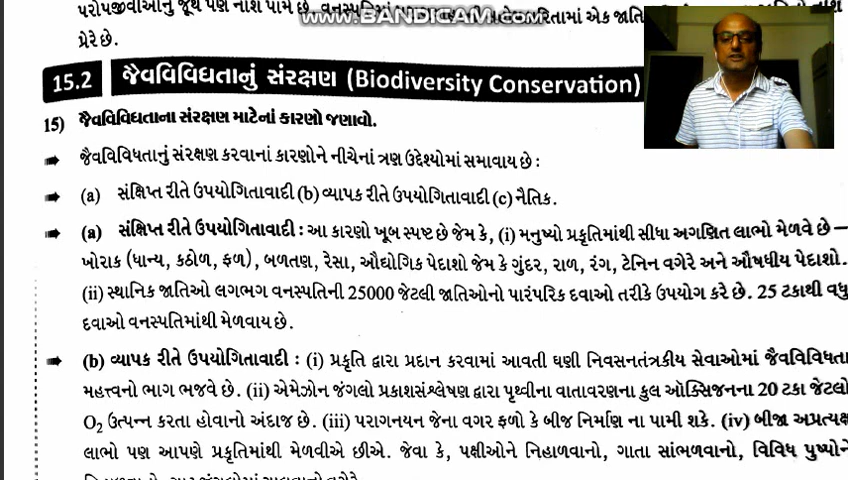 પરોપજીવીઓનું જૂથ પણ નાશ પામે છે. વનસ્પતિમાં
www.BANDICAM.com
માં એક જાતિ
પ્રેરે છે.
15.2 જૈવવિવિધતાનું સંરક્ષણ (Biodiversity Conservation)
15) જૈવવિવિધતાના સંરક્ષણ માટેનાં કારણો જણાવો.
➡ જૈવવિવિધતાનું સંરક્ષણ કરવાનાં કારણોને નીચેનાં ત્રણ ઉદ્દેશ્યોમાં સમાવાય છે :
➡ (a) સંક્ષિપ્ત રીતે ઉપયોગિતાવાદી (b) વ્યાપક રીતે ઉપયોગિતાવાદી (c) નૈતિક.
➡ (a) સંક્ષિપ્ત રીતે ઉપયોગિતાવાદી : આ કારણો ખૂબ સ્પષ્ટ છે જેમ કે, (i) મનુષ્યો પ્રકૃતિમાંથી સીધા અગણિત લાભો મેળવે છે –
ખોરાક (ધાન્ય, કઠોળ, ફળ), બળતણ, રેસા, ઔદ્યોગિક પેદાશો જેમ કે ગુંદર, રાળ, રંગ, ટેનિન વગેરે અને ઔષધીય પેદાશો.
(ii) સ્થાનિક જાતિઓ લગભગ વનસ્પતિની 25000 જેટલી જાતિઓનો પારંપરિક દવાઓ તરીકે ઉપયોગ કરે છે. 25 ટકાથી વધુ
દવાઓ વનસ્પતિમાંથી મેળવાય છે.
➡ (b) વ્યાપક રીતે ઉપયોગિતાવાદી : (i) પ્રકૃતિ દ્વારા પ્રદાન કરવામાં આવતી ઘણી નિવસનતંત્રકીય સેવાઓમાં જૈવવિવિધતા
મહત્ત્વનો ભાગ ભજવે છે. (ii) એમેઝોન જંગલો પ્રકાશસંશ્લેષણ દ્વારા પૃથ્વીના વાતાવરણના કુલ ઑક્સિજનના 20 ટકા જેટલો
O₂ ઉત્પન્ન કરતા હોવાનો અંદાજ છે. (iii) પરાગનયન જેના વગર ફળો કે બીજ નિર્માણ ના પામી શકે. (iv) બીજા અપ્રત્યક્ષ
લાભો પણ આપણે પ્રકૃતિમાંથી મેળવીએ છીએ. જેવા કે, પક્ષીઓને નિહાળવાનો, ગાતા સાંભળવાનો, વિવિધ પુષ્પોને